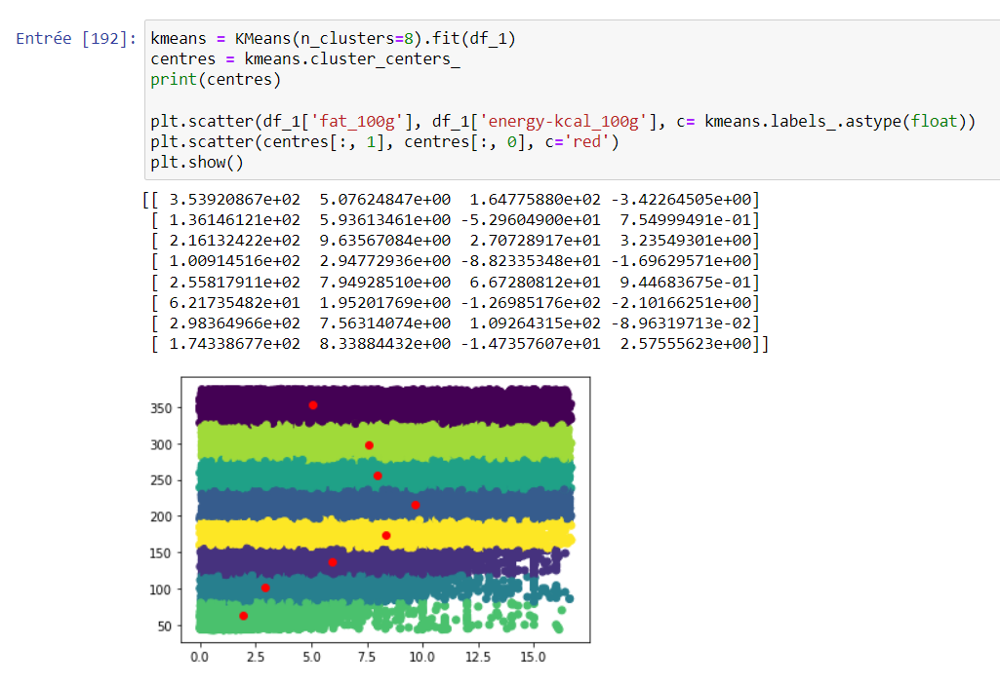 Entrée [192]: kmeans = KMeans(n_clusters=8).fit(df_1)
centres = kmeans.cluster_centers_
print(centres)
plt.scatter(df_1['fat_100g'], df_1['energy-kcal_100g'], c= kmeans.labels_.astype(float))
plt.scatter(centres[:, 1], centres[:, 0], c='red')
plt.show()
[[ 3.53920867e+02 5.07624847e+00 1.64775880e+02 -3.42264505e+00]
[ 1.36146121e+02 5.93613461e+00 -5.29604900e+01 7.54999491e-01]
[ 2.16132422e+02 9.63567084e+00 2.70728917e+01 3.23549301e+00]
[ 1.00914516e+02 2.94772936e+00 -8.82335348e+01 -1.69629571e+00]
[ 2.55817911e+02 7.94928510e+00 6.67280812e+01 9.44683675e-01]
[ 6.21735482e+01 1.95201769e+00 -1.26985176e+02 -2.10166251e+00]
[ 2.98364966e+02 7.56314074e+00 1.09264315e+02 -8.96319713e-02]
[ 1.74338677e+02 8.33884432e+00 -1.47357607e+01 2.57555623e+00]]
350
300
250
200
150
100
50
0.0 2.5 5.0 7.5 10.0 12.5 15.0